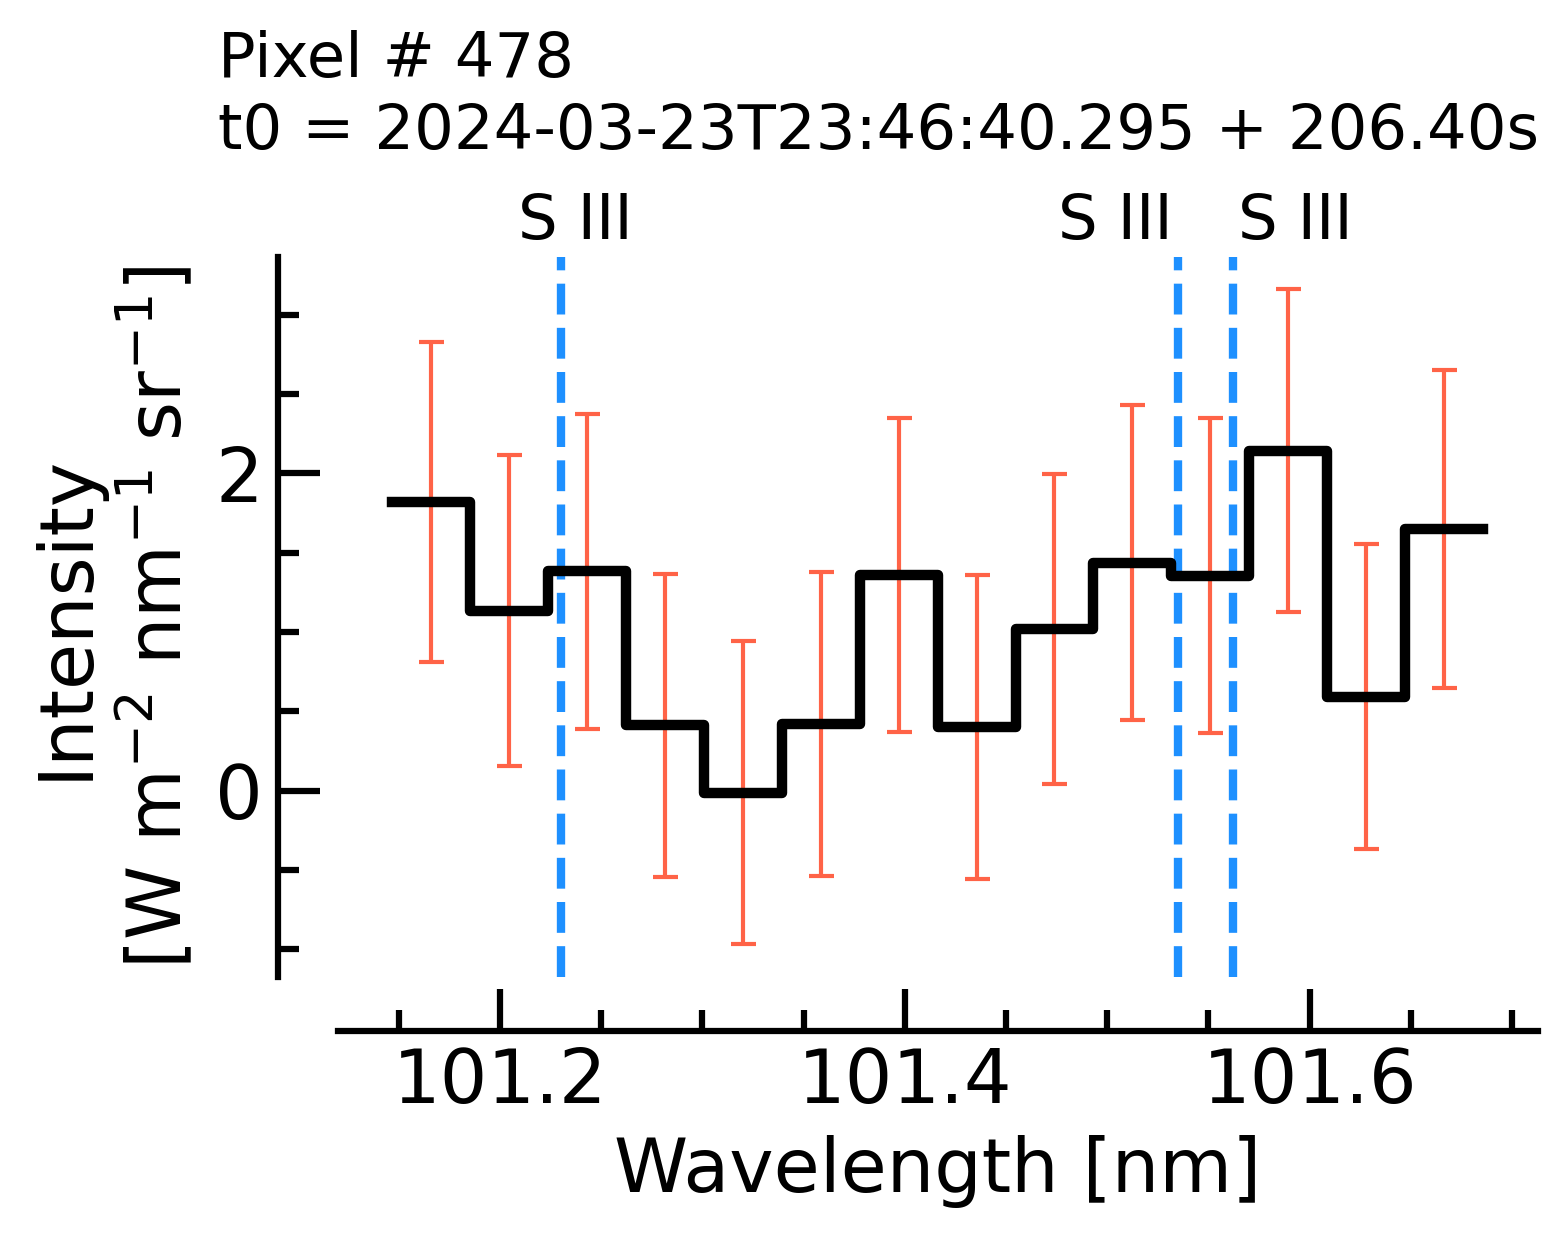 Pixel # 478
t0 = 2024-03-23T23:46:40.295 + 206.40s
S III S III S III
Intensity
[W m⁻² nm⁻¹ sr⁻¹]
2
0
101.2 101.4 101.6
Wavelength [nm]